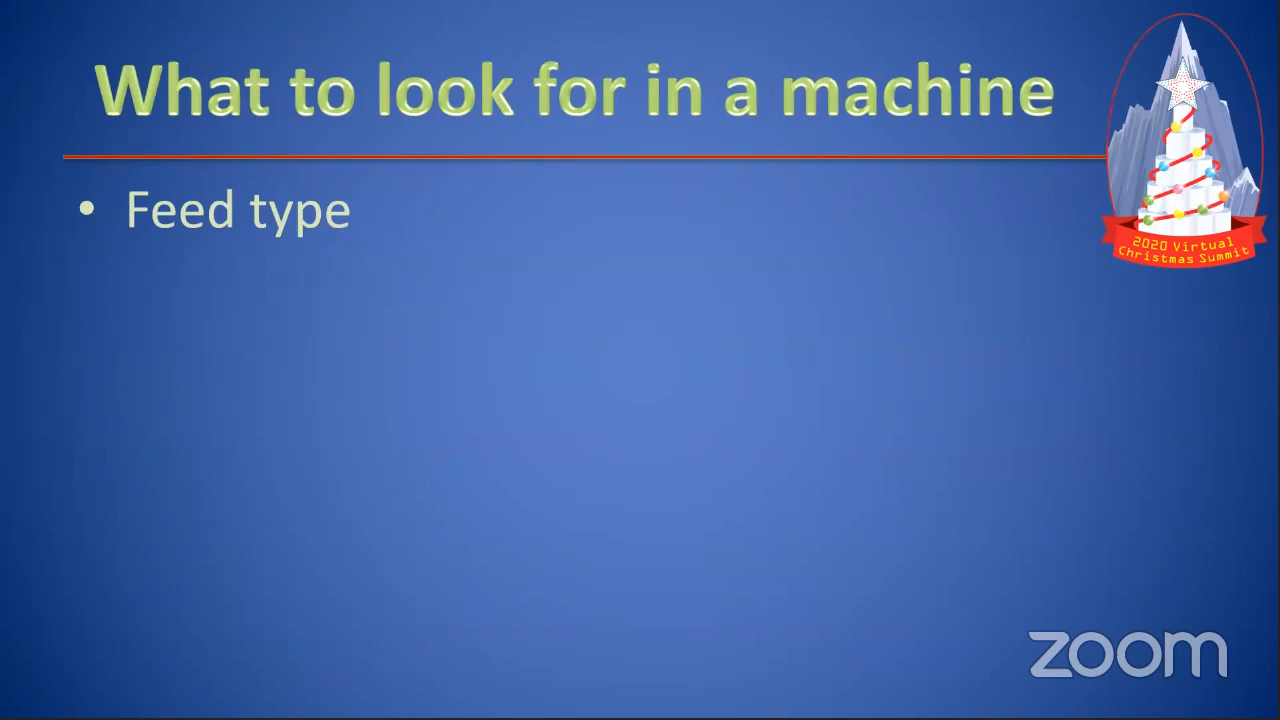 What to look for in a machine
• Feed type
2020 Virtual
Christmas Summit
zoom